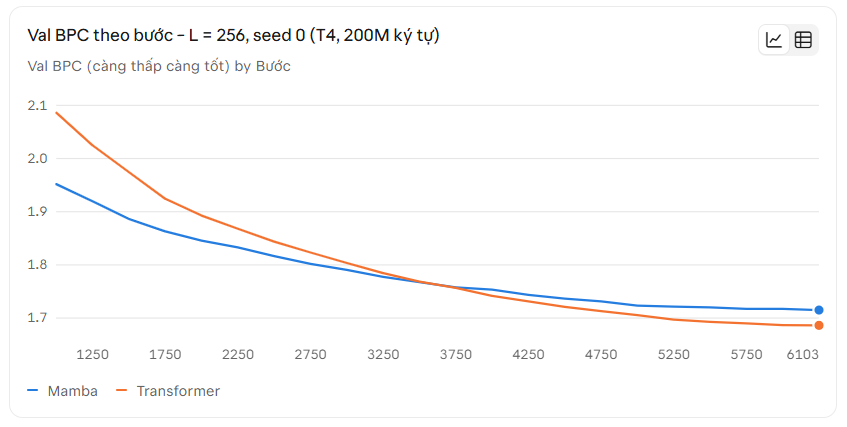 Val BPC theo bước – L = 256, seed 0 (T4, 200M ký tự)
Val BPC (càng thấp càng tốt) by Bước
2.1
2.0
1.9
1.8
1.7
1250 1750 2250 2750 3250 3750 4250 4750 5250 5750 6103
Mamba Transformer